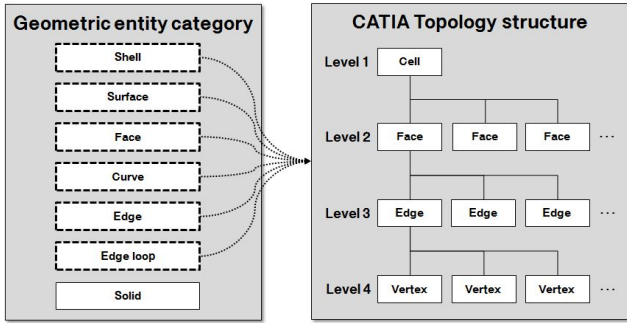 Geometric entity category
Shell
Surface
Face
Curve
Edge
Edge loop
Solid
CATIA Topology structure
Level 1 Cell
Level 2 Face Face Face ...
Level 3 Edge Edge Edge ...
Level 4 Vertex Vertex Vertex ...